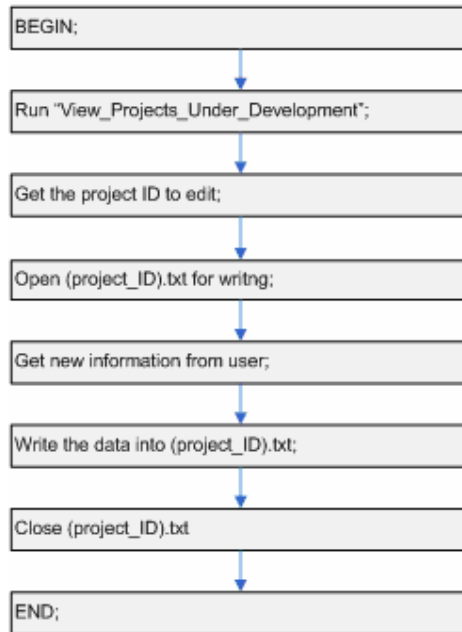 BEGIN;
Run “View_Projects_Under_Development”;
Get the project ID to edit;
Open (project_ID).txt for writng;
Get new information from user;
Write the data into (project_ID).txt;
Close (project_ID).txt
END;